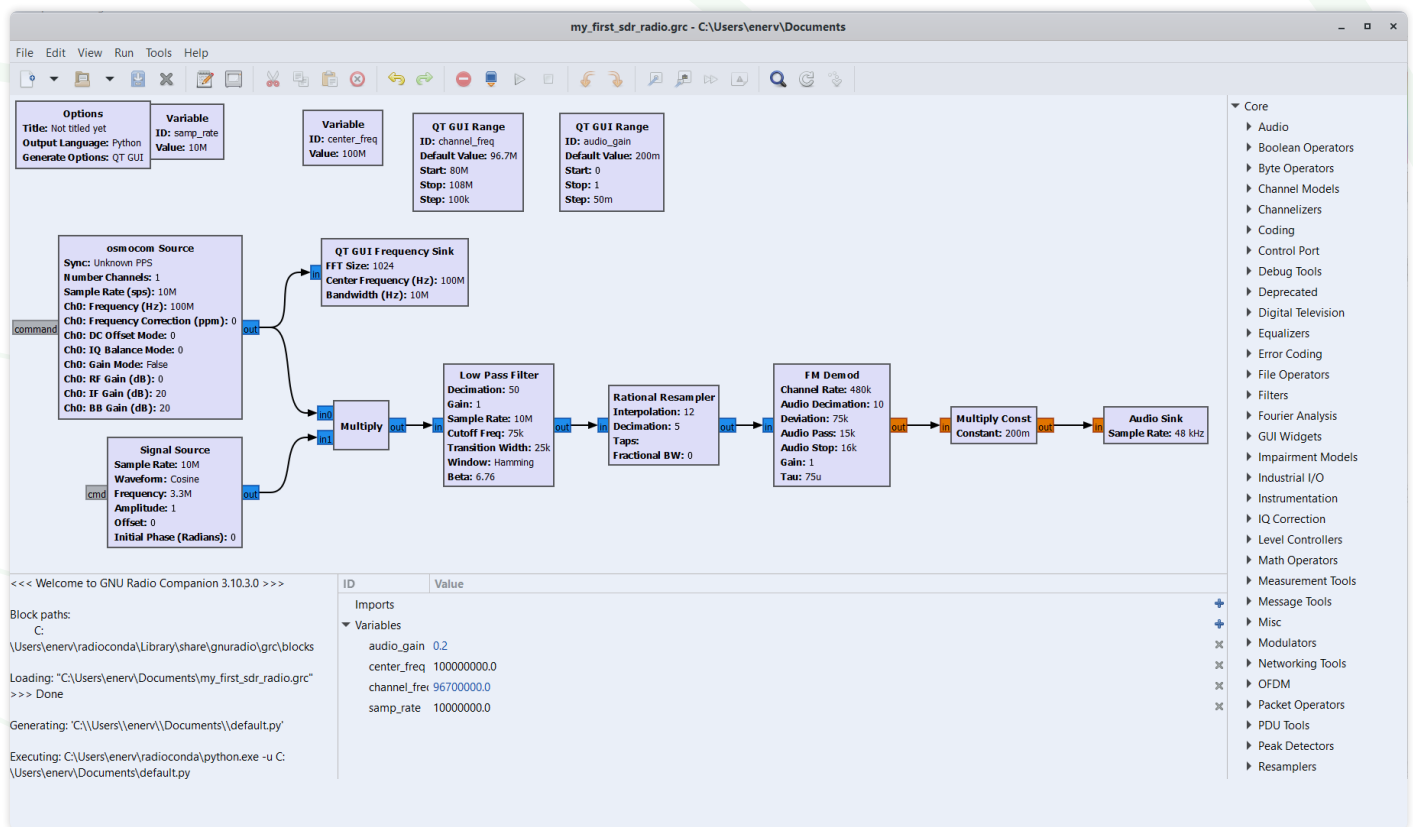 my_first_sdr_radio.grc - C:\Users\enerv\Documents
File Edit View Run Tools Help
Options
Title: Not titled yet
Output Language: Python
Generate Options: QT GUI
Variable
ID: samp_rate
Value: 10M
Variable
ID: center_freq
Value: 100M
QT GUI Range
ID: channel_freq
Default Value: 96.7M
Start: 80M
Stop: 108M
Step: 100k
QT GUI Range
ID: audio_gain
Default Value: 200m
Start: 0
Stop: 1
Step: 50m
osmocom Source
Sync: Unknown PPS
Number Channels: 1
Sample Rate (sps): 10M
Ch0: Frequency (Hz): 100M
Ch0: Frequency Correction (ppm): 0
Ch0: DC Offset Mode: 0
Ch0: IQ Balance Mode: 0
Ch0: Gain Mode: False
Ch0: RF Gain (dB): 0
Ch0: IF Gain (dB): 20
Ch0: BB Gain (dB): 20
command
out
in
QT GUI Frequency Sink
FFT Size: 1024
Center Frequency (Hz): 100M
Bandwidth (Hz): 10M
cmd
Signal Source
Sample Rate: 10M
Waveform: Cosine
Frequency: 3.3M
Amplitude: 1
Offset: 0
Initial Phase (Radians): 0
out
in0
in1
Multiply
out
in
Low Pass Filter
Decimation: 50
Gain: 1
Sample Rate: 10M
Cutoff Freq: 75k
Transition Width: 25k
Window: Hamming
Beta: 6.76
out
in
Rational Resampler
Interpolation: 12
Decimation: 5
Taps:
Fractional BW: 0
out
in
FM Demod
Channel Rate: 480k
Audio Decimation: 10
Deviation: 75k
Audio Pass: 15k
Audio Stop: 16k
Gain: 1
Tau: 75u
out
in
Multiply Const
Constant: 200m
out
in
Audio Sink
Sample Rate: 48 kHz
Core
Audio
Boolean Operators
Byte Operators
Channel Models
Channelizers
Coding
Control Port
Debug Tools
Deprecated
Digital Television
Equalizers
Error Coding
File Operators
Filters
Fourier Analysis
GUI Widgets
Impairment Models
Industrial I/O
Instrumentation
IQ Correction
Level Controllers
Math Operators
Measurement Tools
Message Tools
Misc
Modulators
Networking Tools
OFDM
Packet Operators
PDU Tools
Peak Detectors
Resamplers
<<< Welcome to GNU Radio Companion 3.10.3.0 >>>
Block paths:
C:
\Users\enerv\radioconda\Library\share\gnuradio\grc\blocks
Loading: "C:\Users\enerv\Documents\my_first_sdr_radio.grc"
>>> Done
Generating: 'C:\\Users\\enerv\\Documents\\default.py'
Executing: C:\Users\enerv\radioconda\python.exe -u C:
\Users\enerv\Documents\default.py
ID Value
Imports
Variables
audio_gain 0.2
center_freq 100000000.0
channel_frec 96700000.0
samp_rate 10000000.0